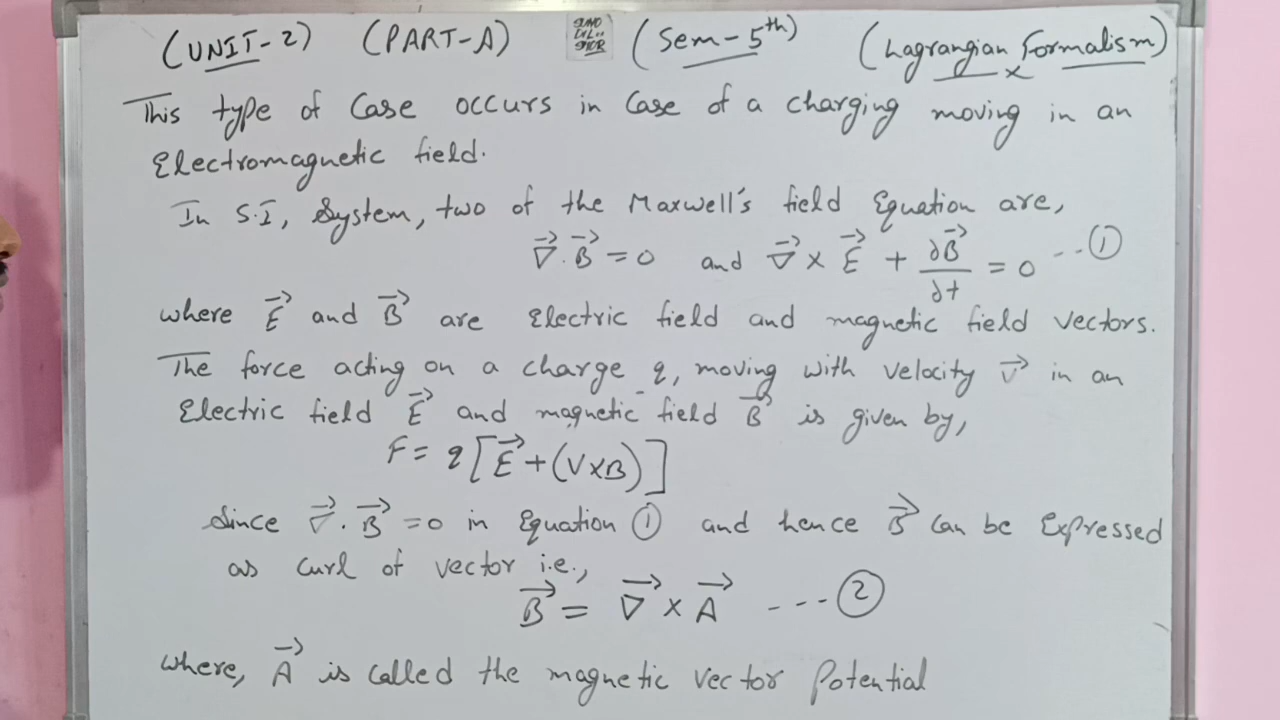 (UNIT-2) (PART-A) (Sem-5th) (Lagrangian Formalism)
This type of Case occurs in Case of a charging moving in an
Electromagnetic field.
In S.I, System, two of the Maxwell's field Equation are,
∇⃗.B⃗ = 0 and ∇⃗ × E⃗ + ∂B⃗/∂t = 0 --- ①
where E⃗ and B⃗ are Electric field and magnetic field vectors.
The force acting on a charge q, moving with velocity v⃗ in an
Electric field E⃗ and magnetic field B⃗ is given by,
F = q[E⃗ + (V×B)]
Since ∇⃗.B⃗ = 0 in Equation ① and hence B⃗ Can be Expressed
as Curl of vector i.e.,
B⃗ = ∇⃗ × A⃗ ---- ②
where, A⃗ is called the magnetic vector Potential